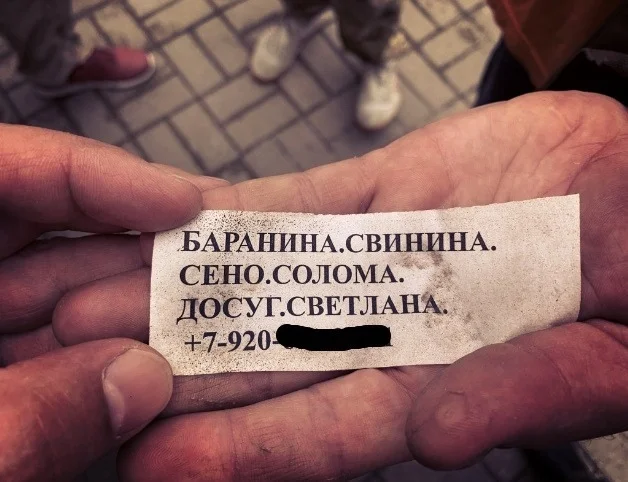 БАРАНИНА.СВИНИНА.
СЕНО.СОЛОМА.
ДОСУГ.СВЕТЛАНА.
+7-920-